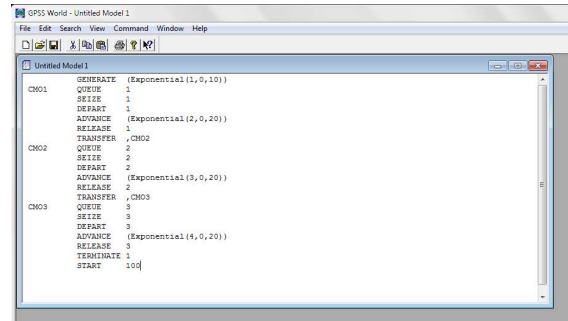 GPSS World - Untitled Model 1
File Edit Search View Command Window Help
Untitled Model 1
GENERATE (Exponential(1,0,10))
CMO1 QUEUE 1
SEIZE 1
DEPART 1
ADVANCE (Exponential(2,0,20))
RELEASE 1
TRANSFER ,CMO2
CMO2 QUEUE 2
SEIZE 2
DEPART 2
ADVANCE (Exponential(3,0,20))
RELEASE 2
TRANSFER ,CMO3
CMO3 QUEUE 3
SEIZE 3
DEPART 3
ADVANCE (Exponential(4,0,20))
RELEASE 3
TERMINATE 1
START 100